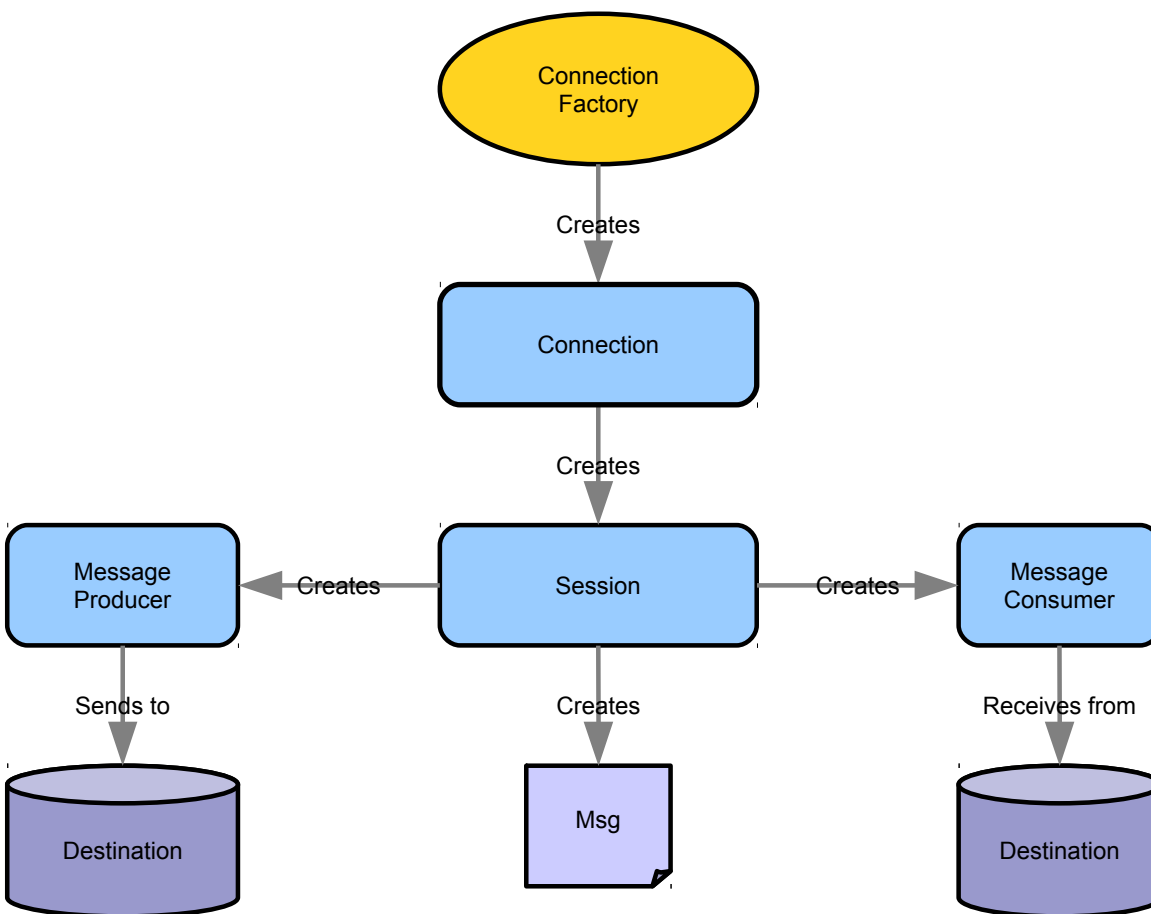 Connection
Factory
Creates
Connection
Creates
Message
Producer
Creates
Session
Creates
Message
Consumer
Sends to
Creates
Receives from
Destination
Msg
Destination